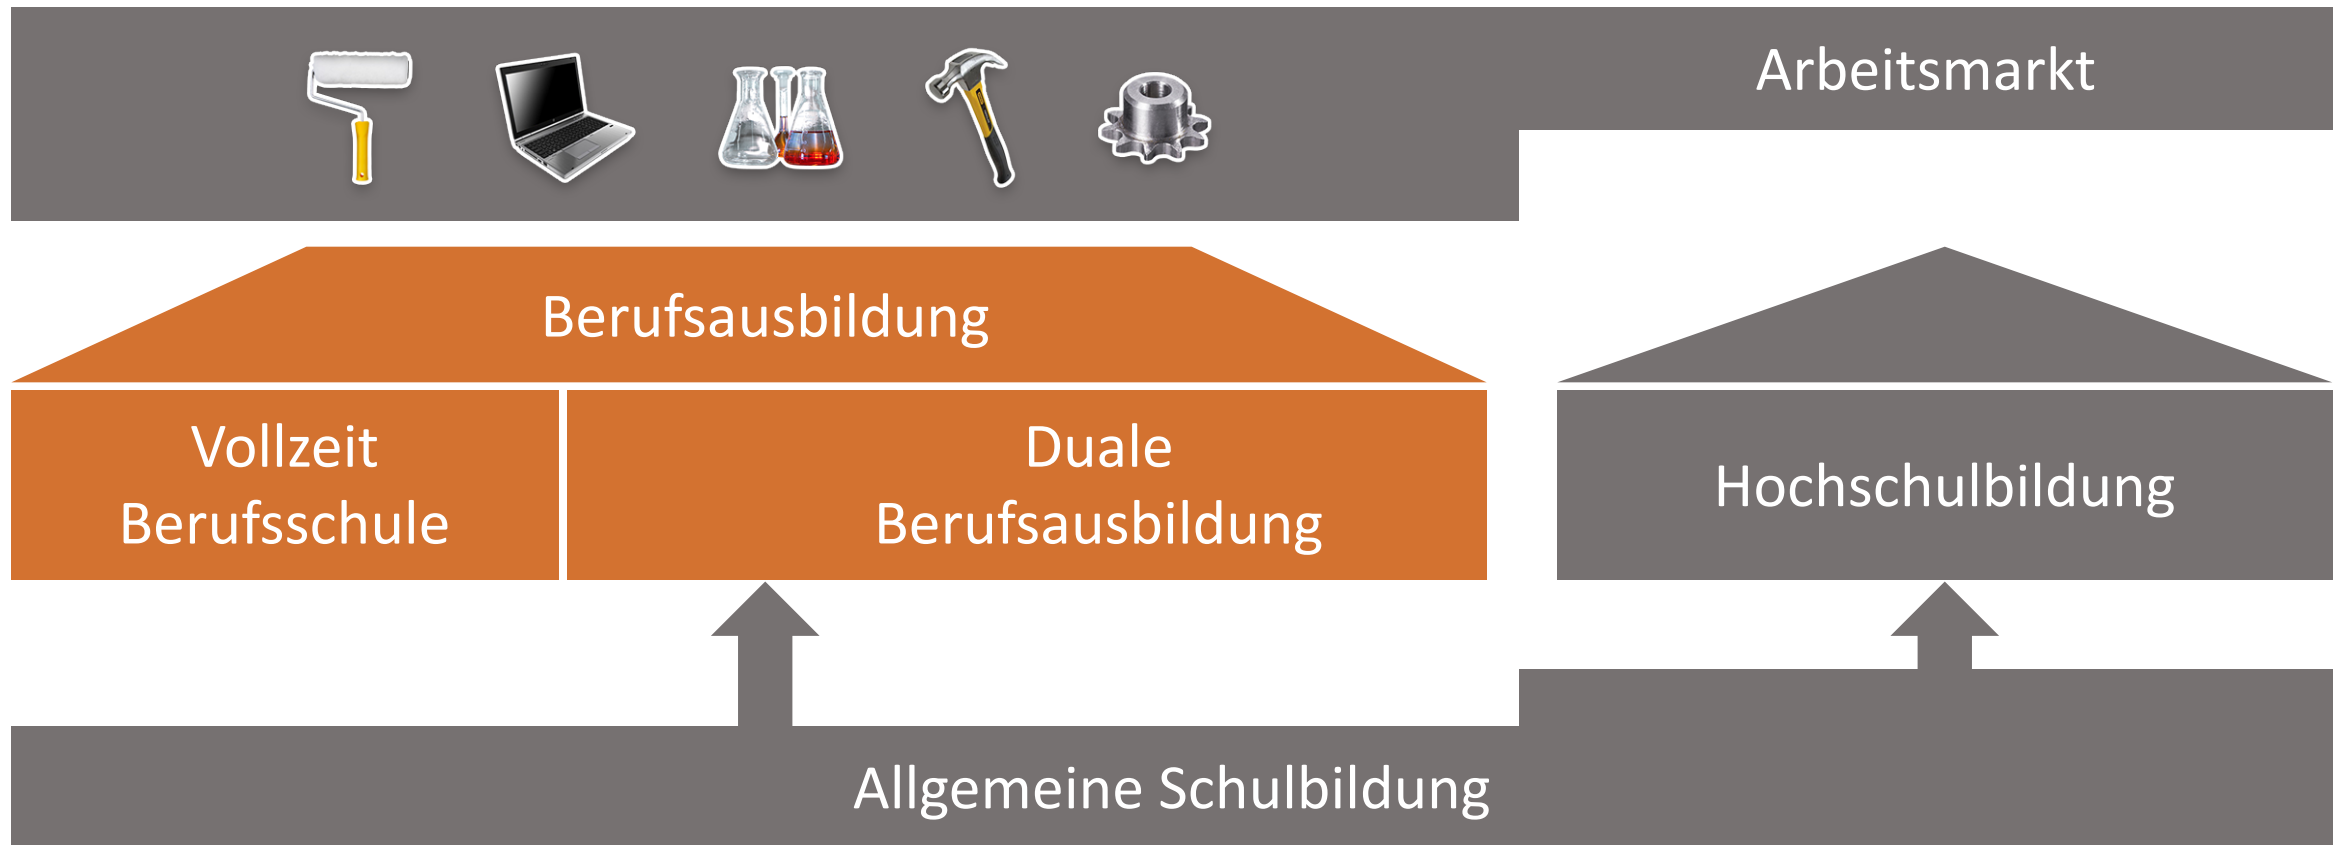 Arbeitsmarkt
Berufsausbildung
Vollzeit
Berufsschule
Duale
Berufsausbildung
Hochschulbildung
Allgemeine Schulbildung